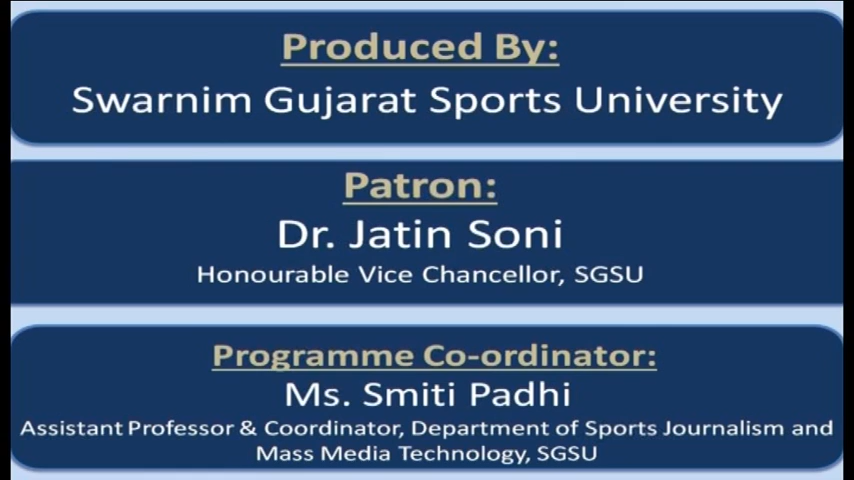 Produced By:
Swarnim Gujarat Sports University
Patron:
Dr. Jatin Soni
Honourable Vice Chancellor, SGSU
Programme Co-ordinator:
Ms. Smiti Padhi
Assistant Professor & Coordinator, Department of Sports Journalism and
Mass Media Technology, SGSU